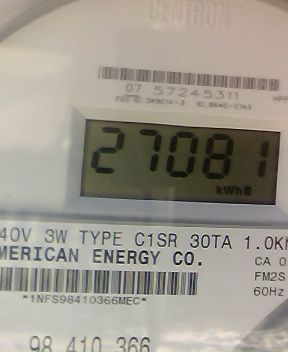 CENTRON
07 57245311
27081
kWh
40V 3W TYPE C1SR 30TA 1.0K
MERICAN ENERGY CO.
CA 0
FM2S
60Hz
*1NFS98410366MEC*
98 410 366